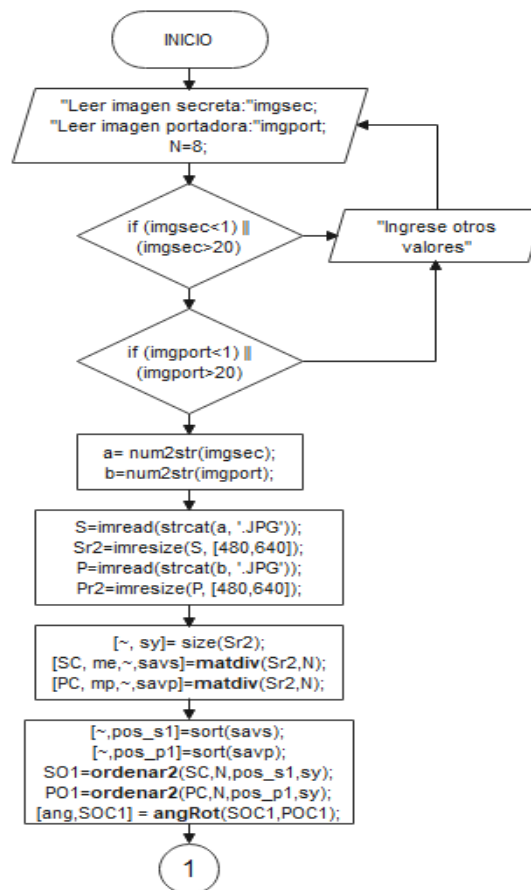 INICIO
"Leer imagen secreta:"imgsec;
"Leer imagen portadora:"imgport;
N=8;
if (imgsec<1) ||
(imgsec>20)
"Ingrese otros
valores"
if (imgport<1) ||
(imgport>20)
a= num2str(imgsec);
b=num2str(imgport);
S=imread(strcat(a, '.JPG'));
Sr2=imresize(S, [480,640]);
P=imread(strcat(b, '.JPG'));
Pr2=imresize(P, [480,640]);
[~, sy]= size(Sr2);
[SC, me,~,savs]=matdiv(Sr2,N);
[PC, mp,~,savp]=matdiv(Sr2,N);
[~,pos_s1]=sort(savs);
[~,pos_p1]=sort(savp);
SO1=ordenar2(SC,N,pos_s1,sy);
PO1=ordenar2(PC,N,pos_p1,sy);
[ang,SOC1] = angRot(SOC1,POC1);
1